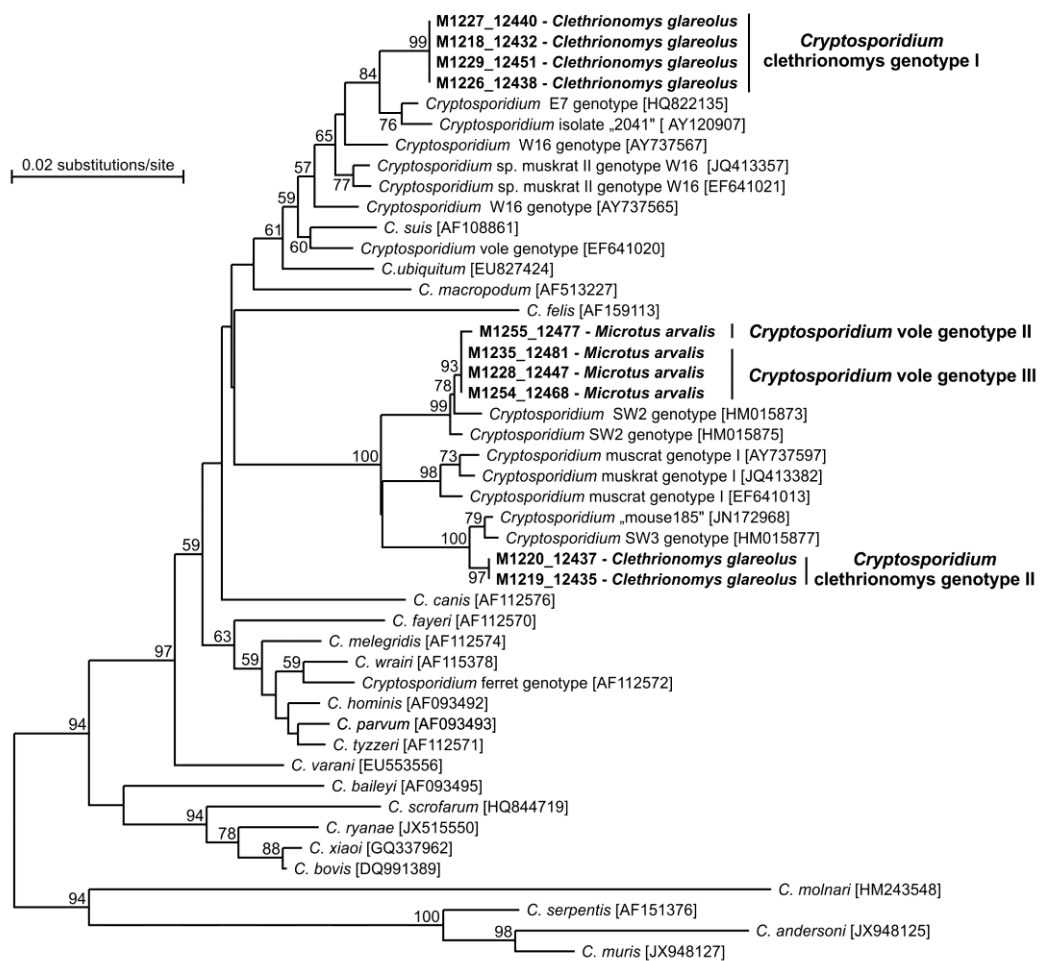 M1227_12440 - Clethrionomys glareolus
99 M1218_12432 - Clethrionomys glareolus
M1229_12451 - Clethrionomys glareolus
M1226_12438 - Clethrionomys glareolus
Cryptosporidium
clethrionomys genotype I
84
Cryptosporidium E7 genotype [HQ822135]
76 Cryptosporidium isolate „2041" [ AY120907]
65
Cryptosporidium W16 genotype [AY737567]
0.02 substitutions/site
Cryptosporidium sp. muskrat II genotype W16 [JQ413357]
57
77 Cryptosporidium sp. muskrat II genotype W16 [EF641021]
59
Cryptosporidium W16 genotype [AY737565]
61
C. suis [AF108861]
60 Cryptosporidium vole genotype [EF641020]
C.ubiquitum [EU827424]
C. macropodum [AF513227]
C. felis [AF159113]
M1255_12477 - Microtus arvalis Cryptosporidium vole genotype II
M1235_12481 - Microtus arvalis
93
M1228_12447 - Microtus arvalis Cryptosporidium vole genotype III
78
M1254_12468 - Microtus arvalis
99
Cryptosporidium SW2 genotype [HM015873]
Cryptosporidium SW2 genotype [HM015875]
100
73 Cryptosporidium muscrat genotype I [AY737597]
98 Cryptosporidium muskrat genotype I [JQ413382]
Cryptosporidium muscrat genotype I [EF641013]
79 Cryptosporidium „mouse185" [JN172968]
100 Cryptosporidium SW3 genotype [HM015877]
M1220_12437 - Clethrionomys glareolus
97 M1219_12435 - Clethrionomys glareolus
Cryptosporidium
clethrionomys genotype II
59
C. canis [AF112576]
C. fayeri [AF112570]
63
C. melegridis [AF112574]
59 59 C. wrairi [AF115378]
97
Cryptosporidium ferret genotype [AF112572]
C. hominis [AF093492]
C. parvum [AF093493]
94
C. tyzzeri [AF112571]
C. varani [EU553556]
C. baileyi [AF093495]
C. scrofarum [HQ844719]
94
C. ryanae [JX515550]
78
88 C. xiaoi [GQ337962]
C. bovis [DQ991389]
94 C. molnari [HM243548]
C. serpentis [AF151376]
100
98 C. andersoni [JX948125]
C. muris [JX948127]